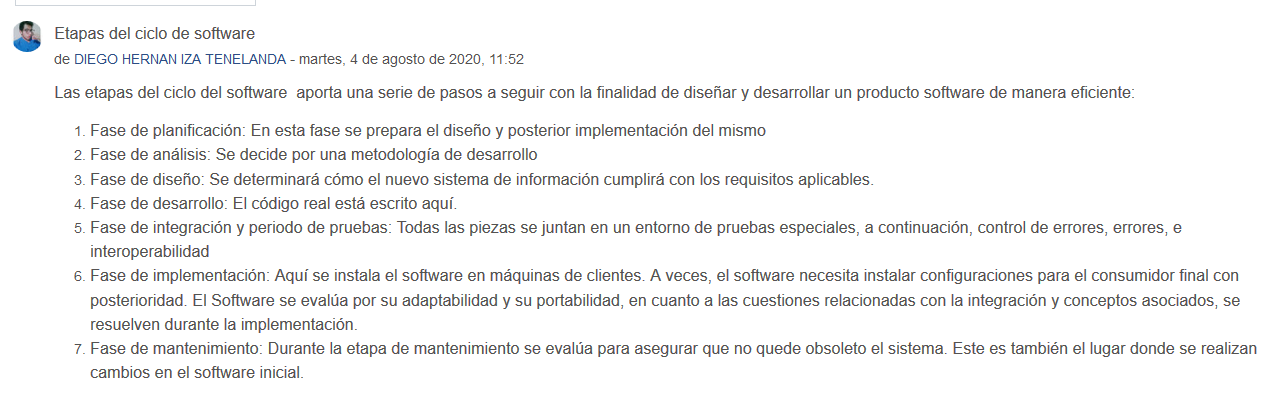 Etapas del ciclo de software
de DIEGO HERNAN IZA TENELANDA - martes, 4 de agosto de 2020, 11:52
Las etapas del ciclo del software  aporta una serie de pasos a seguir con la finalidad de diseñar y desarrollar un producto software de manera eficiente:
1. Fase de planificación: En esta fase se prepara el diseño y posterior implementación del mismo
2. Fase de análisis: Se decide por una metodología de desarrollo
3. Fase de diseño: Se determinará cómo el nuevo sistema de información cumplirá con los requisitos aplicables.
4. Fase de desarrollo: El código real está escrito aquí.
5. Fase de integración y periodo de pruebas: Todas las piezas se juntan en un entorno de pruebas especiales, a continuación, control de errores, errores, e
interoperabilidad
6. Fase de implementación: Aquí se instala el software en máquinas de clientes. A veces, el software necesita instalar configuraciones para el consumidor final con
posterioridad. El Software se evalúa por su adaptabilidad y su portabilidad, en cuanto a las cuestiones relacionadas con la integración y conceptos asociados, se
resuelven durante la implementación.
7. Fase de mantenimiento: Durante la etapa de mantenimiento se evalúa para asegurar que no quede obsoleto el sistema. Este es también el lugar donde se realizan
cambios en el software inicial.